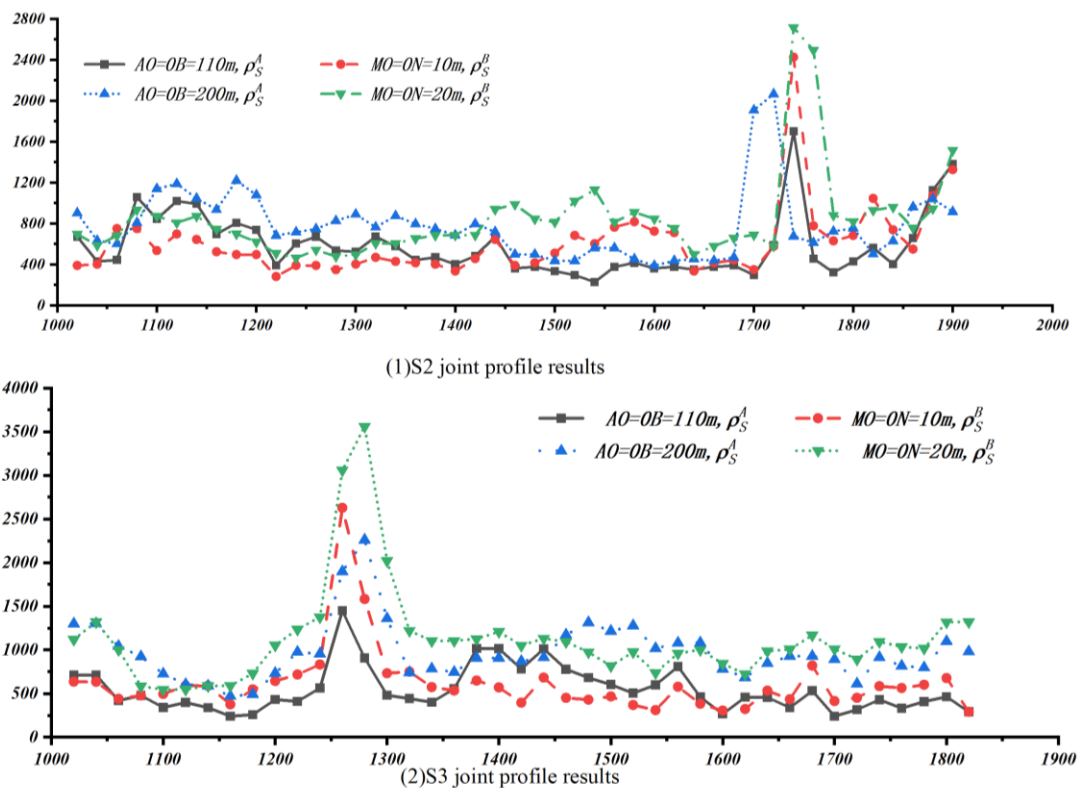 2800
2400
2000
1600
1200
800
400
0
AO=OB=110m, ρ_S^A MO=ON=10m, ρ_S^B
AO=OB=200m, ρ_S^A MO=ON=20m, ρ_S^B
1000 1100 1200 1300 1400 1500 1600 1700 1800 1900 2000
(1)S2 joint profile results
4000
3500
3000
2500
2000
1500
1000
500
0
AO=OB=110m, ρ_S^A MO=ON=10m, ρ_S^B
AO=OB=200m, ρ_S^A MO=ON=20m, ρ_S^B
1000 1100 1200 1300 1400 1500 1600 1700 1800 1900
(2)S3 joint profile results